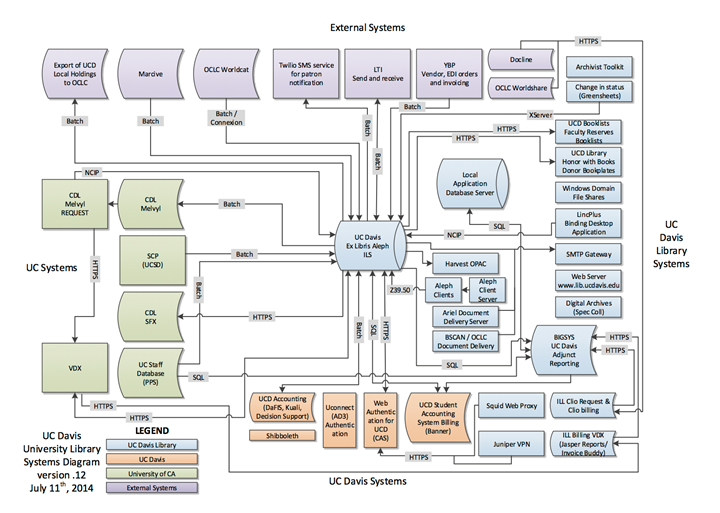 External Systems
Export of UCD
Local Holdings
to OCLC
Marcive
OCLC Worldcat
Twilio SMS service
for patron
notification
LTI
Send and receive
YBP
Vendor, EDI orders
and invoicing
Docline
OCLC Worldshare
HTTPS
Archivist Toolkit
Change in status
(Greensheets)
XServer
Batch
Batch
Batch /
Connexion
Batch
Batch
Batch
HTTPS
HTTPS
UCD Booklists
Faculty Reserves
Booklists
UCD Library
Honor with Books
Donor Bookplates
Windows Domain
File Shares
LincPlus
Binding Desktop
Application
SMTP Gateway
Web Server
www.lib.ucdavis.edu
Digital Archives
(Spec Coll)
UC
Davis
Library
Systems
NCIP
CDL
Melvyl
REQUEST
CDL
Melvyl
Batch
Local
Application
Database Server
SQL
NCIP
UC Davis
Ex Libris Aleph
ILS
UC Systems
HTTPS
SCP
(UCSD)
Batch
Harvest OPAC
Z39.50
Aleph
Clients
Aleph
Client
Server
Ariel Document
Delivery Server
BSCAN / OCLC
Document Delivery
CDL
SFX
HTTPS
Batch
SQL
HTTPS
SQL
BIGSYS
UC Davis
Adjunct
Reporting
HTTPS
HTTPS
VDX
UC Staff
Database
(PPS)
SQL
HTTPS
HTTPS
UCD Accounting
(DaFIS, Kuali,
Decision Support)
Shibboleth
Uconnect
(AD3)
Authentic
ation
Web
Authentic
ation for
UCD
(CAS)
UCD Student
Accounting
System Billing
(Banner)
Squid Web Proxy
ILL Clio Request &
Clio billing
HTTPS
Juniper VPN
ILL Billing VDX
(Jasper Reports/
Invoice Buddy)
UC Davis Systems
UC Davis
University Library
Systems Diagram
version .12
July 11th, 2014
LEGEND
UC Davis Library
UC Davis
University of CA
External Systems